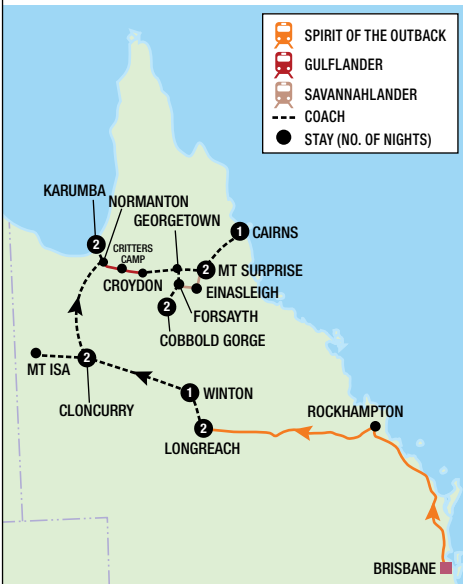 SPIRIT OF THE OUTBACK
GULFLANDER
SAVANNAHLANDER
COACH
STAY (NO. OF NIGHTS)
KARUMBA
NORMANTON
GEORGETOWN
2
CRITTERS
CAMP
1 CAIRNS
CROYDON
2 MT SURPRISE
EINASLEIGH
FORSAYTH
2
COBBOLD GORGE
MT ISA
2
CLONCURRY
1 WINTON
ROCKHAMPTON
2
LONGREACH
BRISBANE